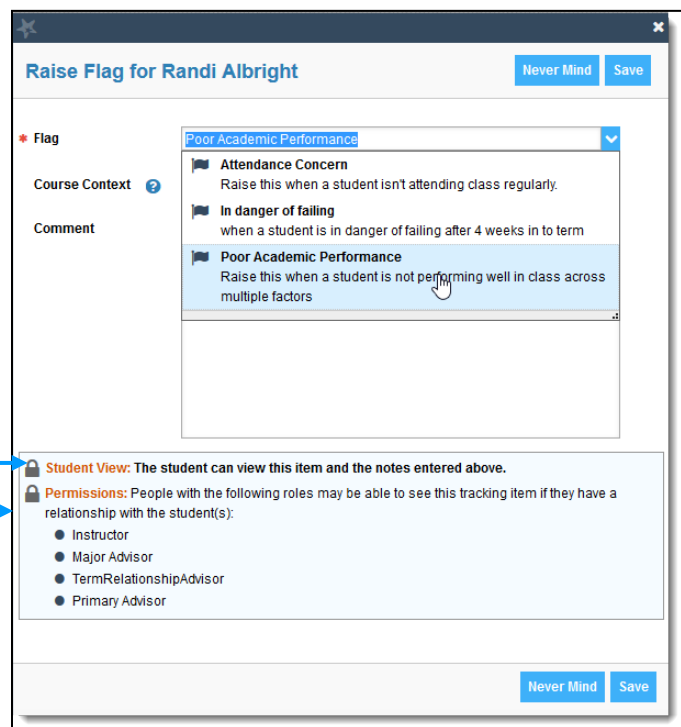 Raise Flag for Randi Albright
Never Mind
Save
* Flag
Poor Academic Performance
Attendance Concern
Raise this when a student isn't attending class regularly.
Course Context ?
In danger of failing
when a student is in danger of failing after 4 weeks in to term
Comment
Poor Academic Performance
Raise this when a student is not performing well in class across
multiple factors
Student View: The student can view this item and the notes entered above.
Permissions: People with the following roles may be able to see this tracking item if they have a
relationship with the student(s):
Instructor
Major Advisor
TermRelationshipAdvisor
Primary Advisor
Never Mind
Save